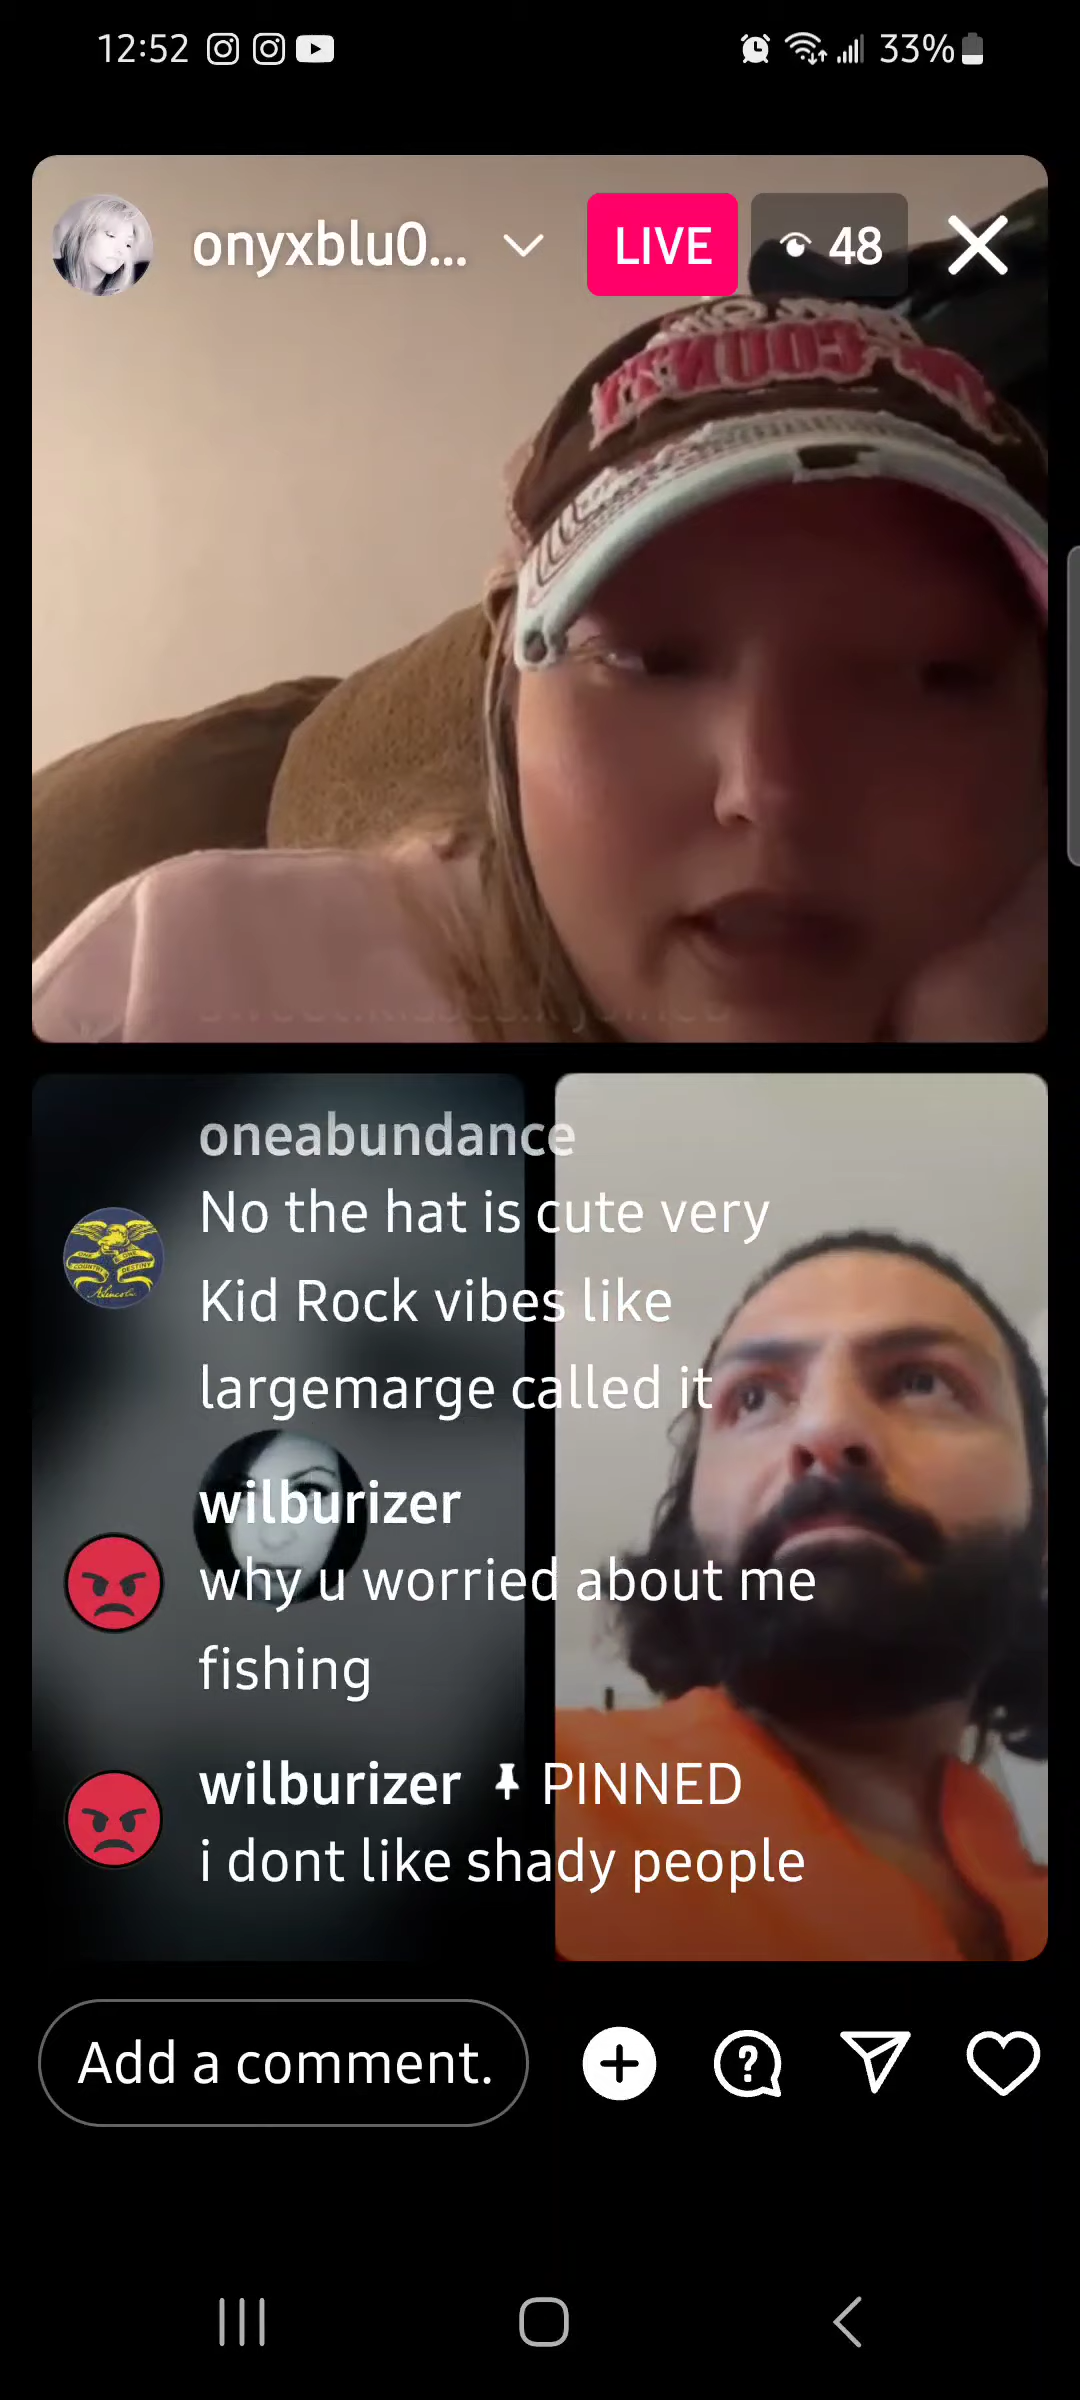 12:52 33%
onyxblu0... LIVE 48
COUNTY
oneabundance
No the hat is cute very
Kid Rock vibes like
largemarge called it
wilburizer
why u worried about me
fishing
wilburizer PINNED
i dont like shady people
Add a comment.